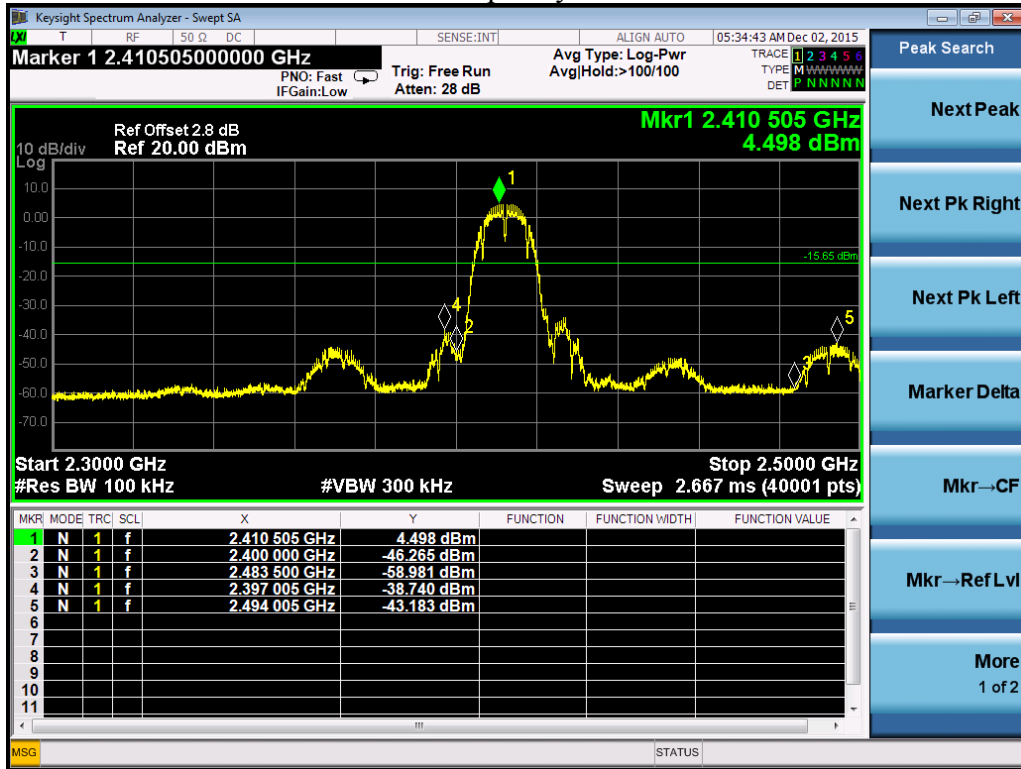 Keysight Spectrum Analyzer - Swept SA
LXI T RF 50 Ω DC SENSE:INT ALIGN AUTO 05:34:43 AM Dec 02, 2015
Marker 1 2.410505000000 GHz
PNO: Fast
IFGain:Low
Trig: Free Run
Atten: 28 dB
Avg Type: Log-Pwr
Avg|Hold:>100/100
TRACE 1 2 3 4 5 6
TYPE M W W W W W
DET P N N N N N
Peak Search
Next Peak
Next Pk Right
Next Pk Left
Marker Delta
Mkr→CF
Mkr→RefLvl
More
1 of 2
Ref Offset 2.8 dB
10 dB/div Ref 20.00 dBm
Log
Mkr1 2.410 505 GHz
4.498 dBm
10.0
0.00
-10.0
-20.0
-30.0
-40.0
-50.0
-60.0
-70.0
1
-15.65 dBm
4
2
5
3
Start 2.3000 GHz Stop 2.5000 GHz
#Res BW 100 kHz #VBW 300 kHz Sweep 2.667 ms (40001 pts)
MKR MODE TRC SCL X Y FUNCTION FUNCTION WIDTH FUNCTION VALUE
1 N 1 f 2.410 505 GHz 4.498 dBm
2 N 1 f 2.400 000 GHz -46.265 dBm
3 N 1 f 2.483 500 GHz -58.981 dBm
4 N 1 f 2.397 005 GHz -38.740 dBm
5 N 1 f 2.494 005 GHz -43.183 dBm
6
7
8
9
10
11
MSG STATUS